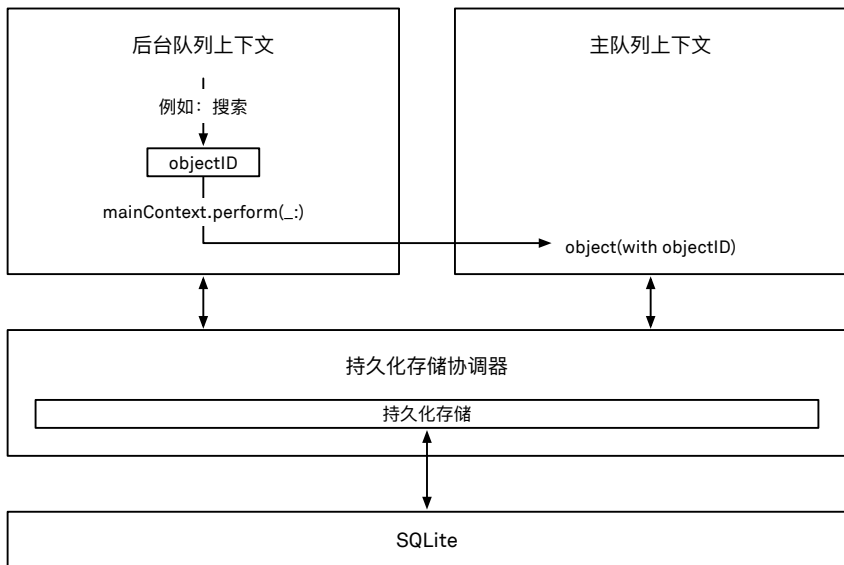 后台队列上下文
主队列上下文
例如：搜索
objectID
mainContext.perform(_:)
object(with objectID)
持久化存储协调器
持久化存储
SQLite